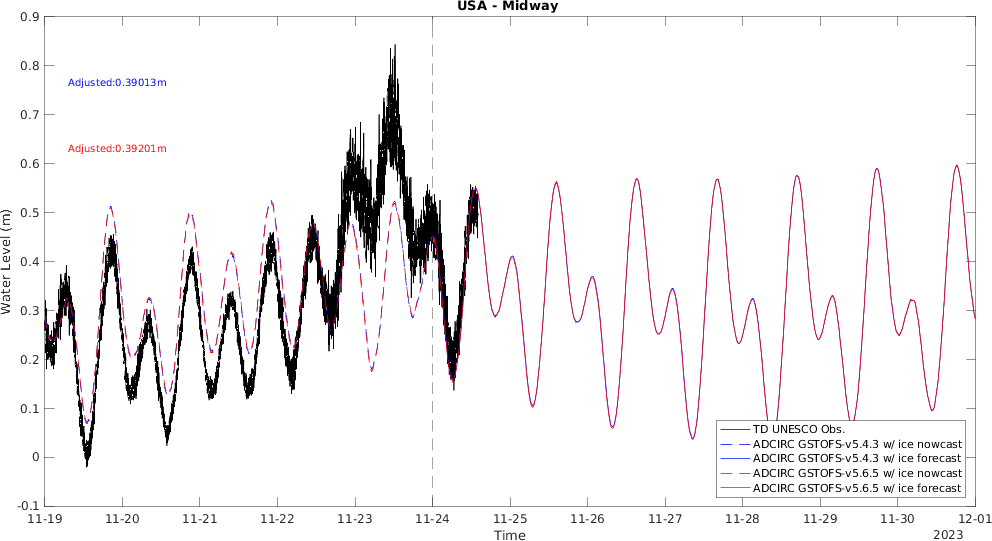 USA - Midway
0.9
0.8
0.7
0.6
0.5
0.4
0.3
0.2
0.1
0
-0.1
Water Level (m)
Adjusted:0.39013m
Adjusted:0.39201m
TD UNESCO Obs.
ADCIRC GSTOFS-v5.4.3 w/ ice nowcast
ADCIRC GSTOFS-v5.4.3 w/ ice forecast
ADCIRC GSTOFS-v5.6.5 w/ ice nowcast
ADCIRC GSTOFS-v5.6.5 w/ ice forecast
11-19 11-20 11-21 11-22 11-23 11-24 11-25 11-26 11-27 11-28 11-29 11-30 12-01
Time
2023